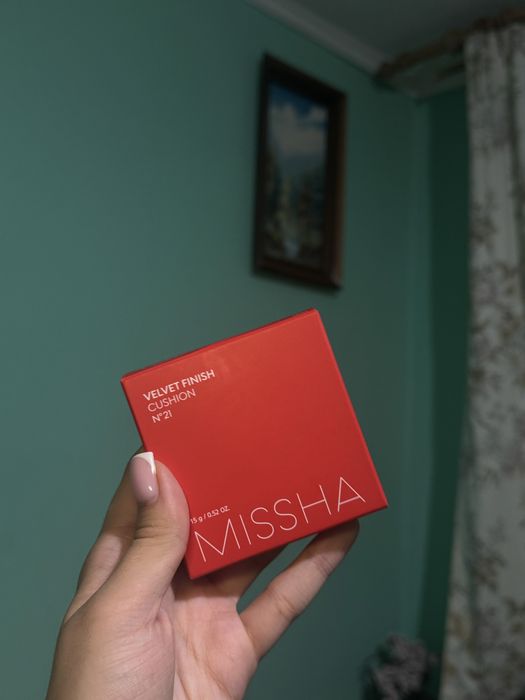 VELVET FINISH
CUSHION
N°21
15 g / 0.52 OZ.
MISSHA